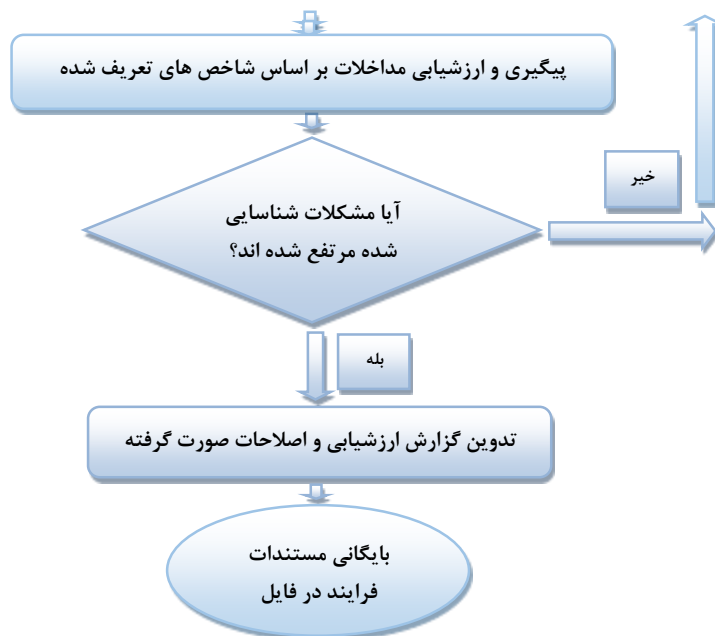 پیگیری و ارزشیابی مداخلات بر اساس شاخص های تعریف شده
خیر
آیا مشکلات شناسایی
شده مرتفع شده اند؟
بله
تدوین گزارش ارزشیابی و اصلاحات صورت گرفته
بایگانی مستندات
فرایند در فایل